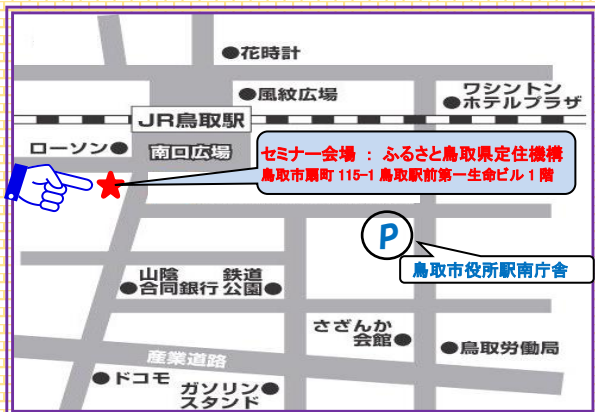 ●花時計
●風紋広場
ワシントン
●ホテルプラザ
JR鳥取駅
ローソン●
南口広場
セミナー会場 : ふるさと鳥取県定住機構
鳥取市扇町 115-1 鳥取駅前第一生命ビル 1 階
P
鳥取市役所駅南庁舎
山陰
●合同銀行
鉄道
公園●
さざんか
会館●
●鳥取労働局
産業道路
●ドコモ
ガソリン●
スタンド